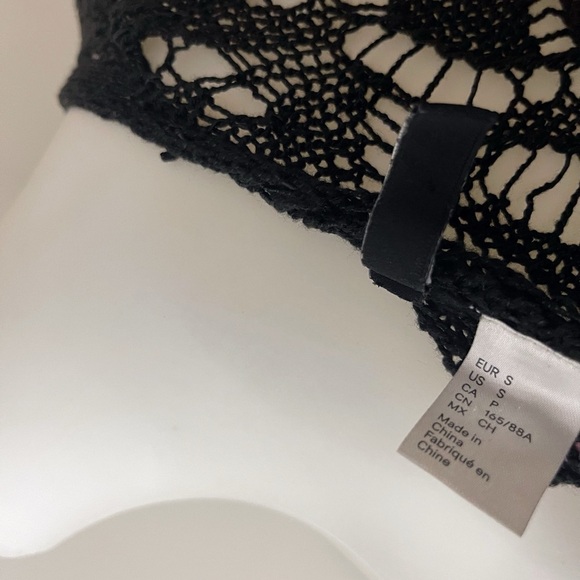 EUR S
US S
CA P
CN 165/88A
MX CH
Made in
China
Fabriqué en
Chine